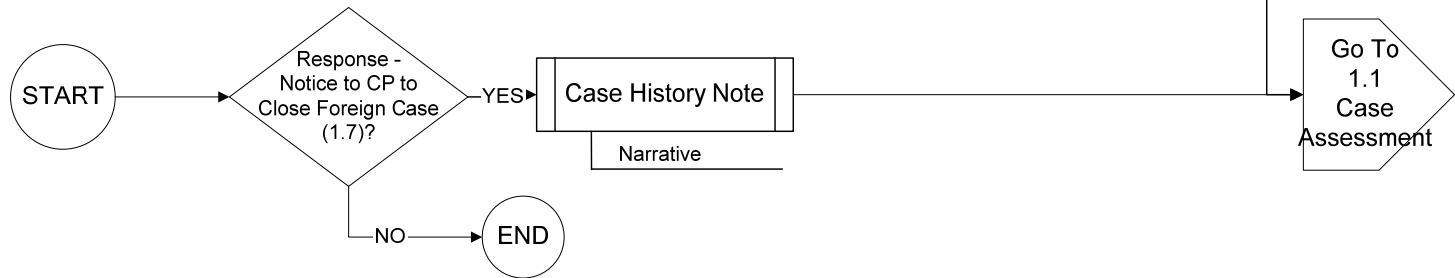 START
Response -
Notice to CP to
Close Foreign Case
(1.7)?
YES
Case History Note
Narrative
NO
END
Go To
1.1
Case
Assessment